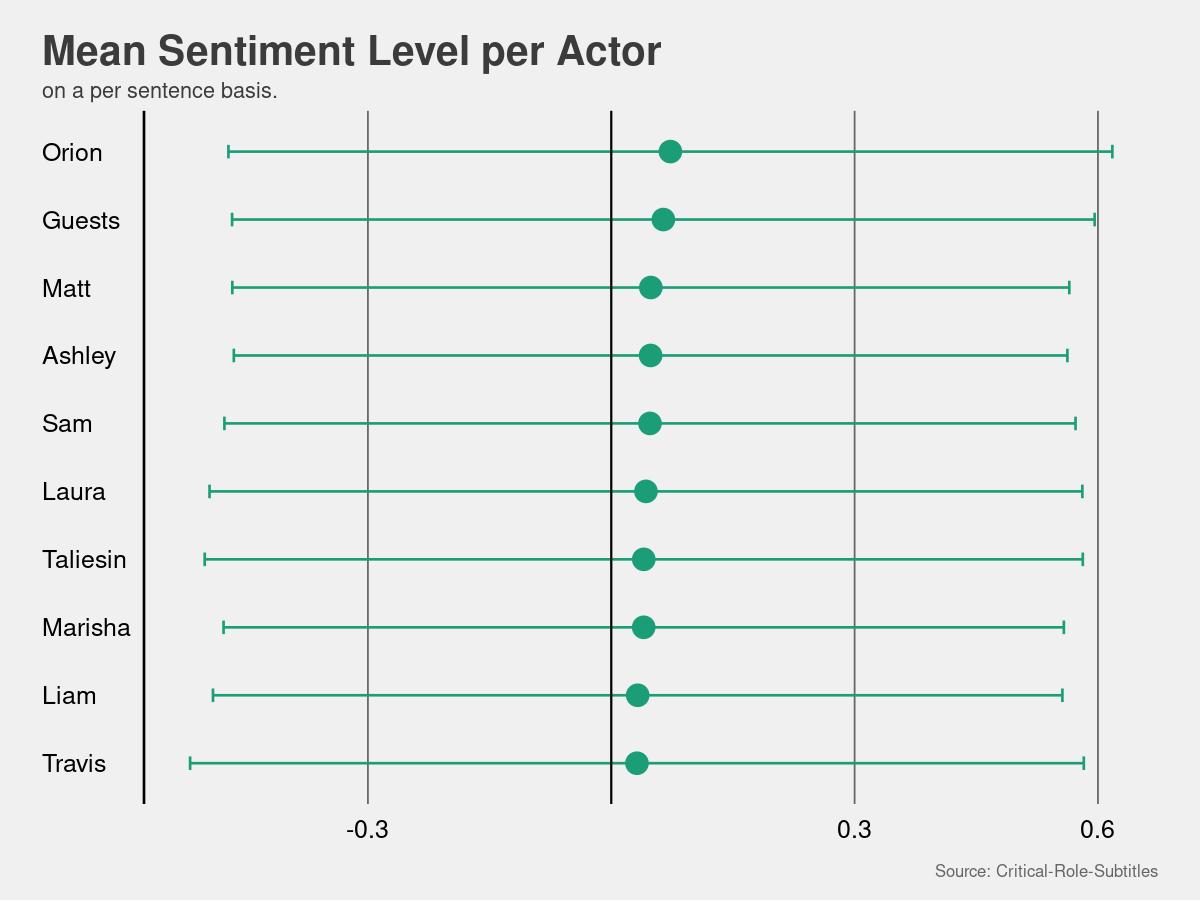 Mean Sentiment Level per Actor
on a per sentence basis.
Orion
Guests
Matt
Ashley
Sam
Laura
Taliesin
Marisha
Liam
Travis
-0.3 0.3 0.6
Source: Critical-Role-Subtitles